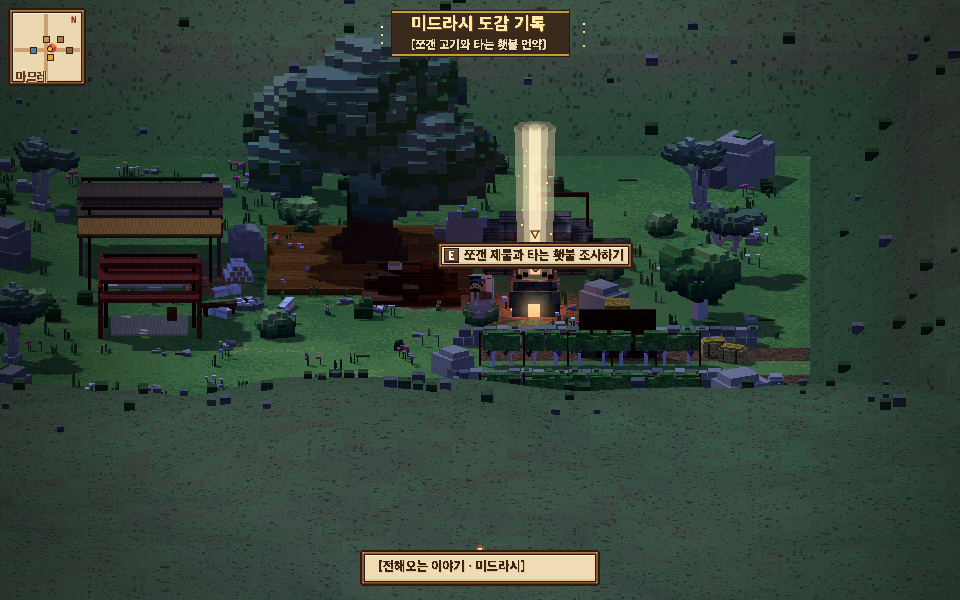 N
마므레
미드라시 도감 기록
[쪼갠 고기와 타는 횃불 언약]
E 쪼갠 제물과 타는 횃불 조사하기
[전해오는 이야기 · 미드라시]